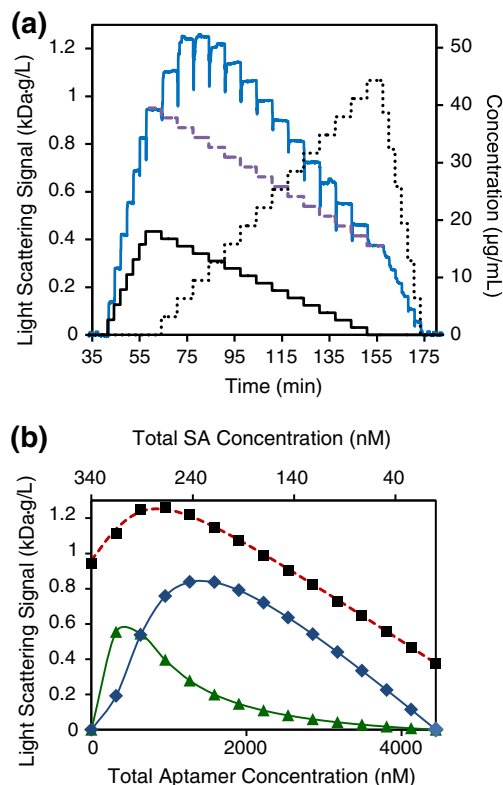 (a)
Light Scattering Signal (kDa·g/L)
1.2
1
0.8
0.6
0.4
0.2
0
50
40
30
20
10
0
Concentration (µg/mL)
35 55 75 95 115 135 155 175
Time (min)
(b)
Total SA Concentration (nM)
340 240 140 40
Light Scattering Signal (kDa·g/L)
1.2
1
0.8
0.6
0.4
0.2
0
0 2000 4000
Total Aptamer Concentration (nM)